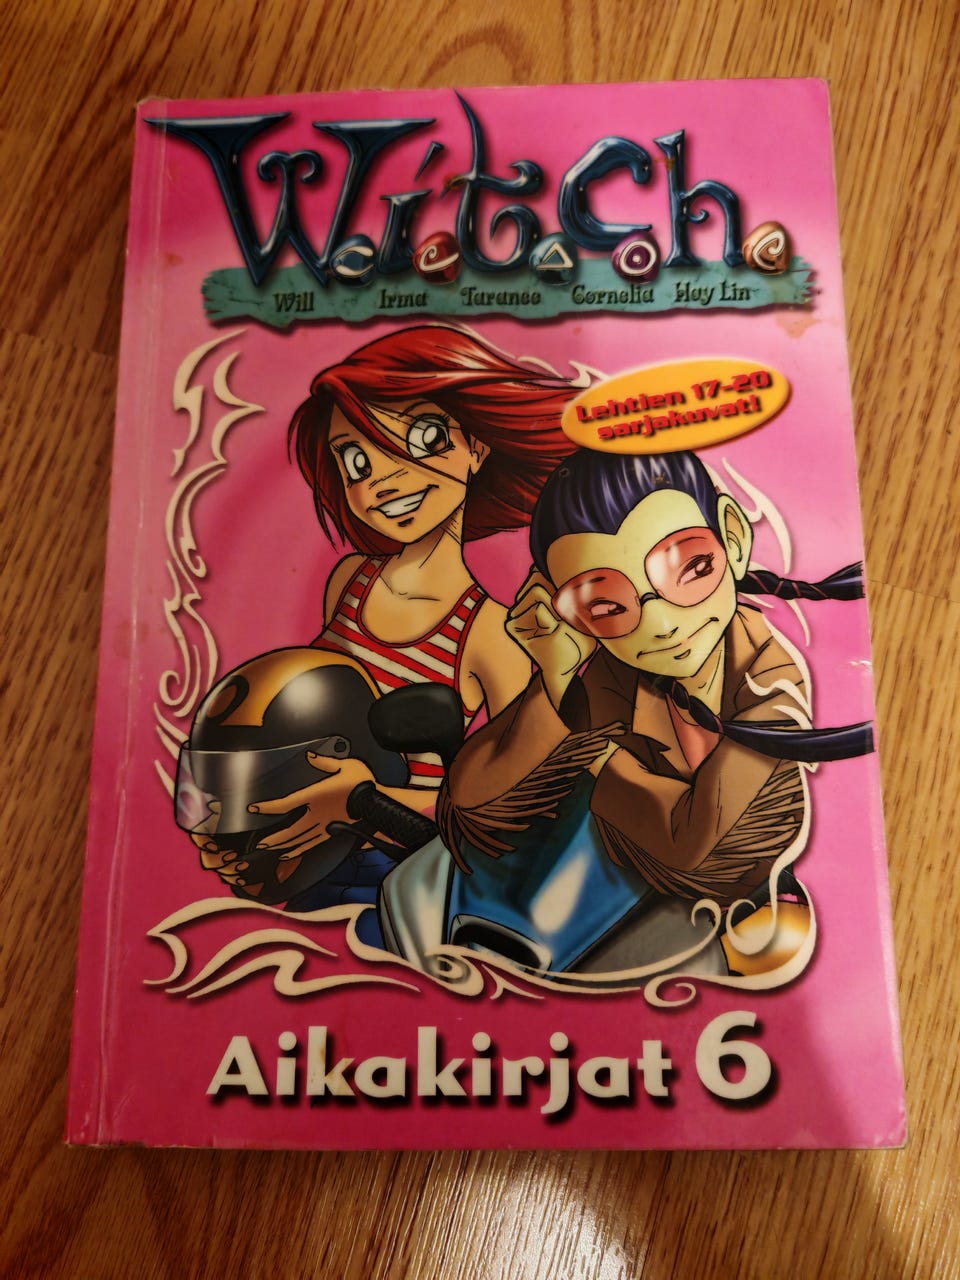 W.i.t.c.h.
Will Irma Taranee Cornelia Hay Lin
Lehtien 17-20
sarjakuvat!
Aikakirjat 6